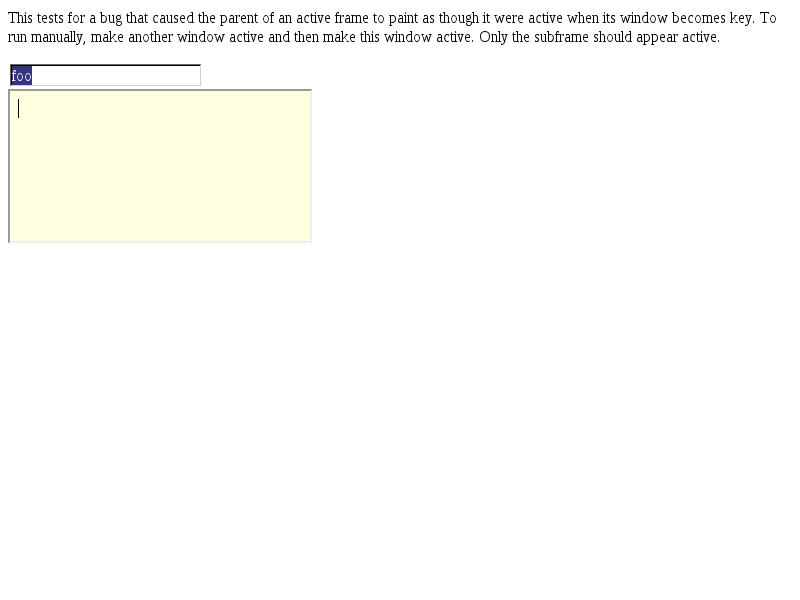 This tests for a bug that caused the parent of an active frame to paint as though it were active when its window becomes key. To
run manually, make another window active and then make this window active. Only the subframe should appear active.
foo